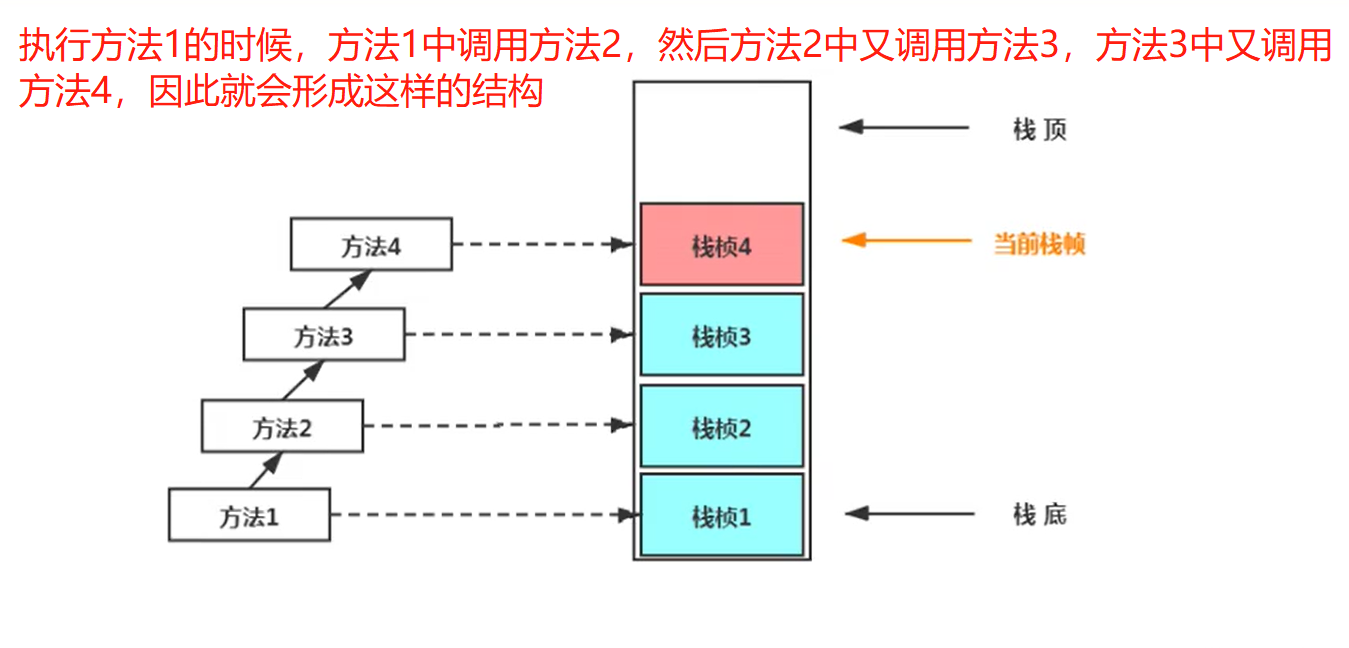 执行方法1的时候，方法1中调用方法2，然后方法2中又调用方法3，方法3中又调用
方法4，因此就会形成这样的结构
栈 顶
方法4
栈桢4
当前栈帧
方法3
栈桢3
方法2
栈桢2
方法1
栈桢1
栈 底